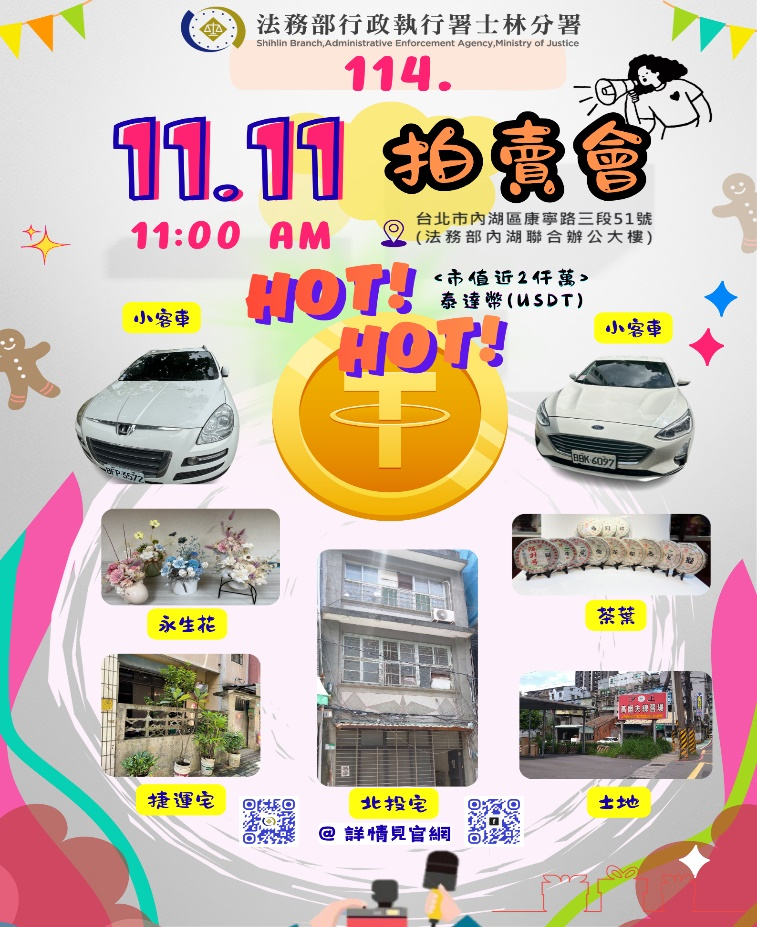 法務部行政執行署士林分署
Shihlin Branch,Administrative Enforcement Agency,Ministry of Justice
114.
11.11 拍賣會
11:00 AM
台北市內湖區康寧路三段51號
(法務部內湖聯合辦公大樓)
HOT!
<市值近2仟萬>
泰達幣(USDT)
HOT!
小客車
小客車
BBK-6097
永生花
茶葉
捷運宅
北投宅
土地
@ 詳情見官網